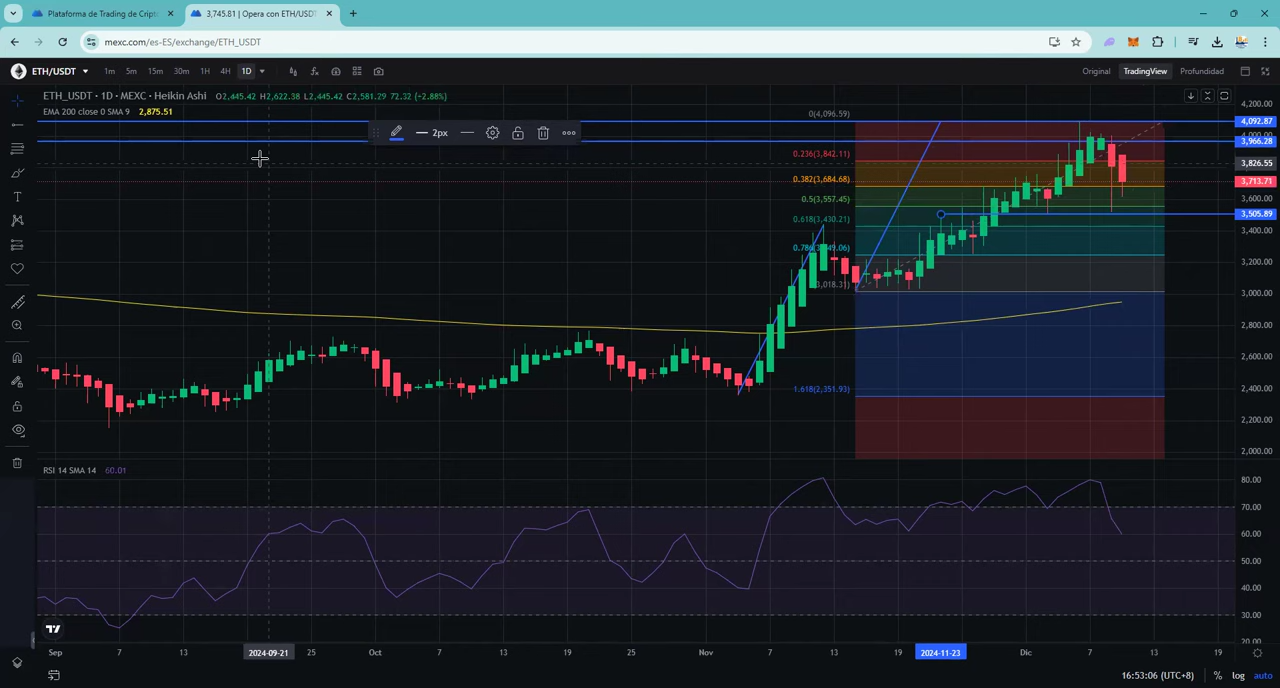 Plataforma de Trading de Cript
3,745.81 | Opera con ETH/USDT
mexc.com/es-ES/exchange/ETH_USDT
ETH/USDT 1m 5m 15m 30m 1H 4H 1D Original TradingView Profundidad
ETH_USDT · 1D · MEXC · Heikin Ashi O2,445.42 H2,622.38 L2,445.42 C2,581.29 72.32 (+2.88%)
EMA 200 close 0 SMA 9 2,875.51
2px
0(4,096.59)
0.236(3,842.11)
0.382(3,684.68)
0.5(3,557.45)
0.618(3,430.21)
1.618(2,351.93)
4,200.00
4,092.87
4,000.00
3,966.28
3,826.55
3,713.71
3,600.00
3,505.89
3,400.00
3,200.00
3,000.00
2,800.00
2,600.00
2,400.00
2,200.00
2,000.00
RSI 14 SMA 14 60.01
80.00
70.00
60.00
50.00
40.00
30.00
20.00
Sep 7 13 2024-09-21 25 Oct 7 13 19 25 Nov 7 13 19 2024-11-23 Dic 7 13 19
16:53:06 (UTC+8) % log auto